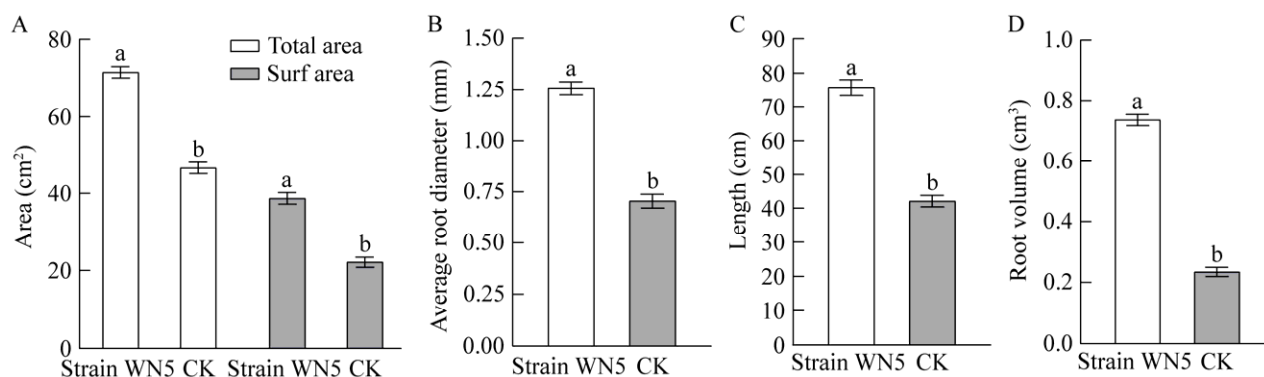 A
Area (cm²)
80
60
40
20
0
a
b
a
b
Total area
Surf area
Strain WN5 CK Strain WN5 CK
B
Average root diameter (mm)
1.50
1.25
1.00
0.75
0.50
0.25
0.00
a
b
Strain WN5 CK
C
Length (cm)
90
80
70
60
50
40
30
20
10
0
a
b
Strain WN5 CK
D
Root volume (cm³)
1.0
0.8
0.6
0.4
0.2
0.0
a
b
Strain WN5 CK